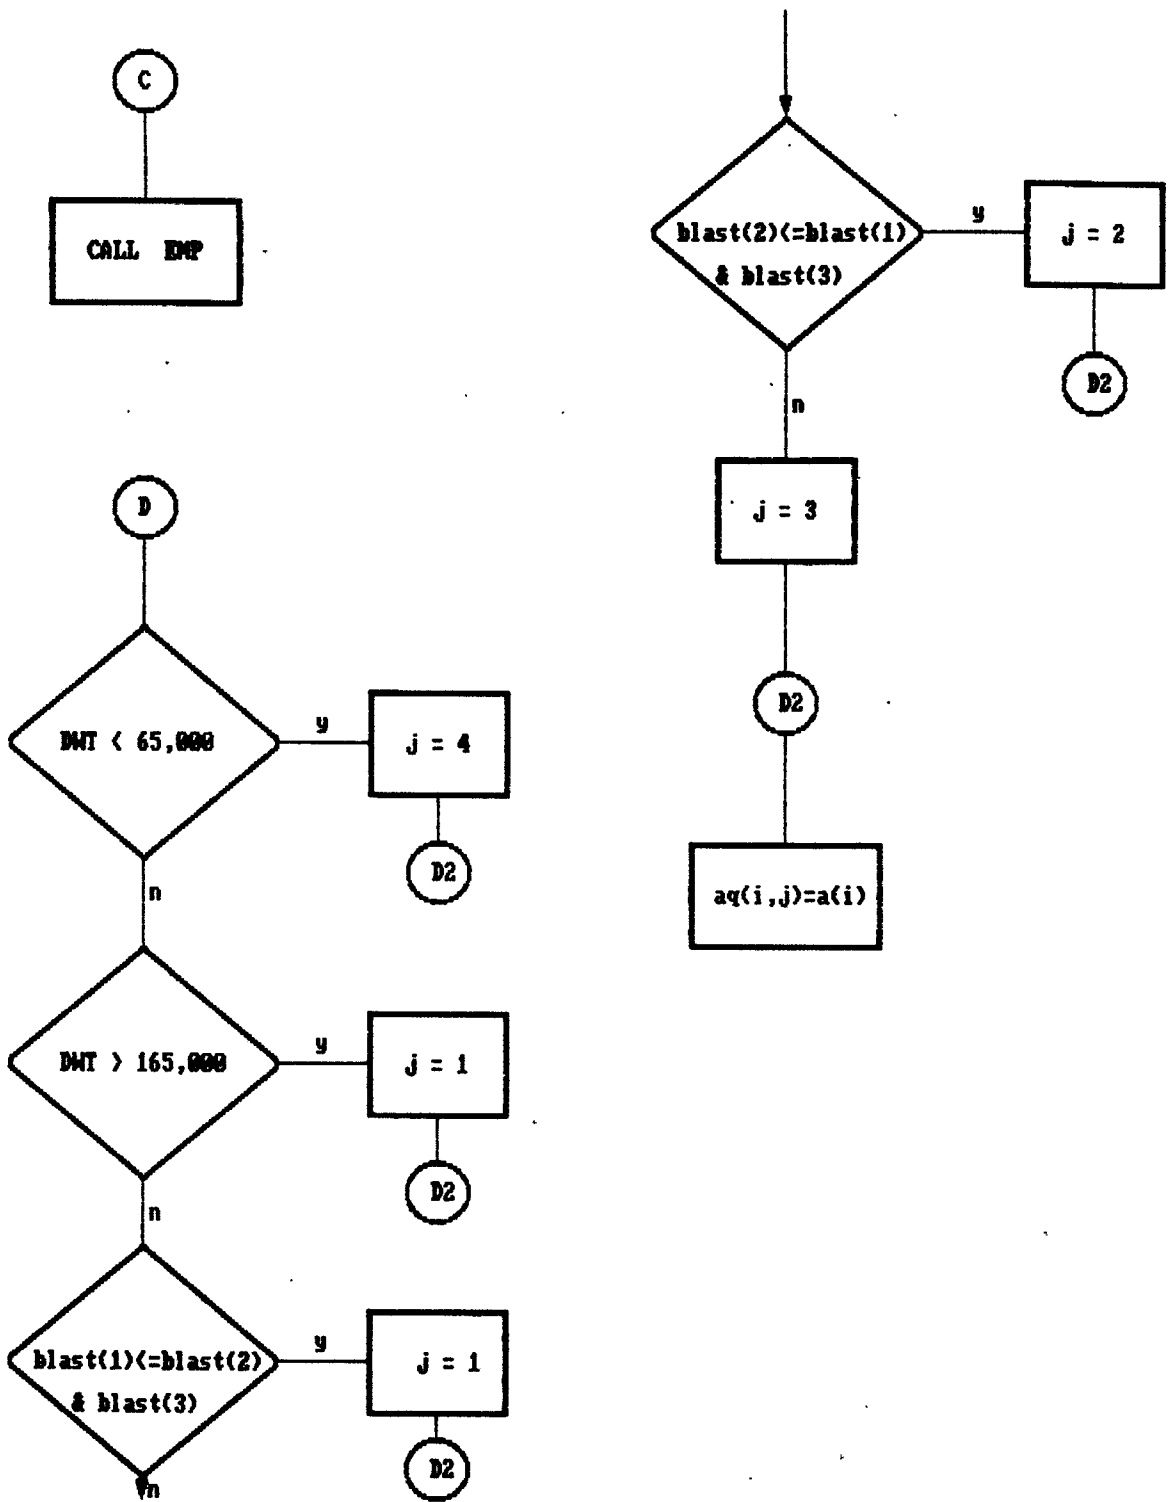 C
CALL EMP
D
DWT < 65,000
y
j = 4
D2
n
DWT > 165,000
y
j = 1
D2
n
blast(1)<=blast(2)
& blast(3)
y
j = 1
D2
n
blast(2)<=blast(1)
& blast(3)
y
j = 2
D2
n
j = 3
D2
aq(i,j)=a(i)